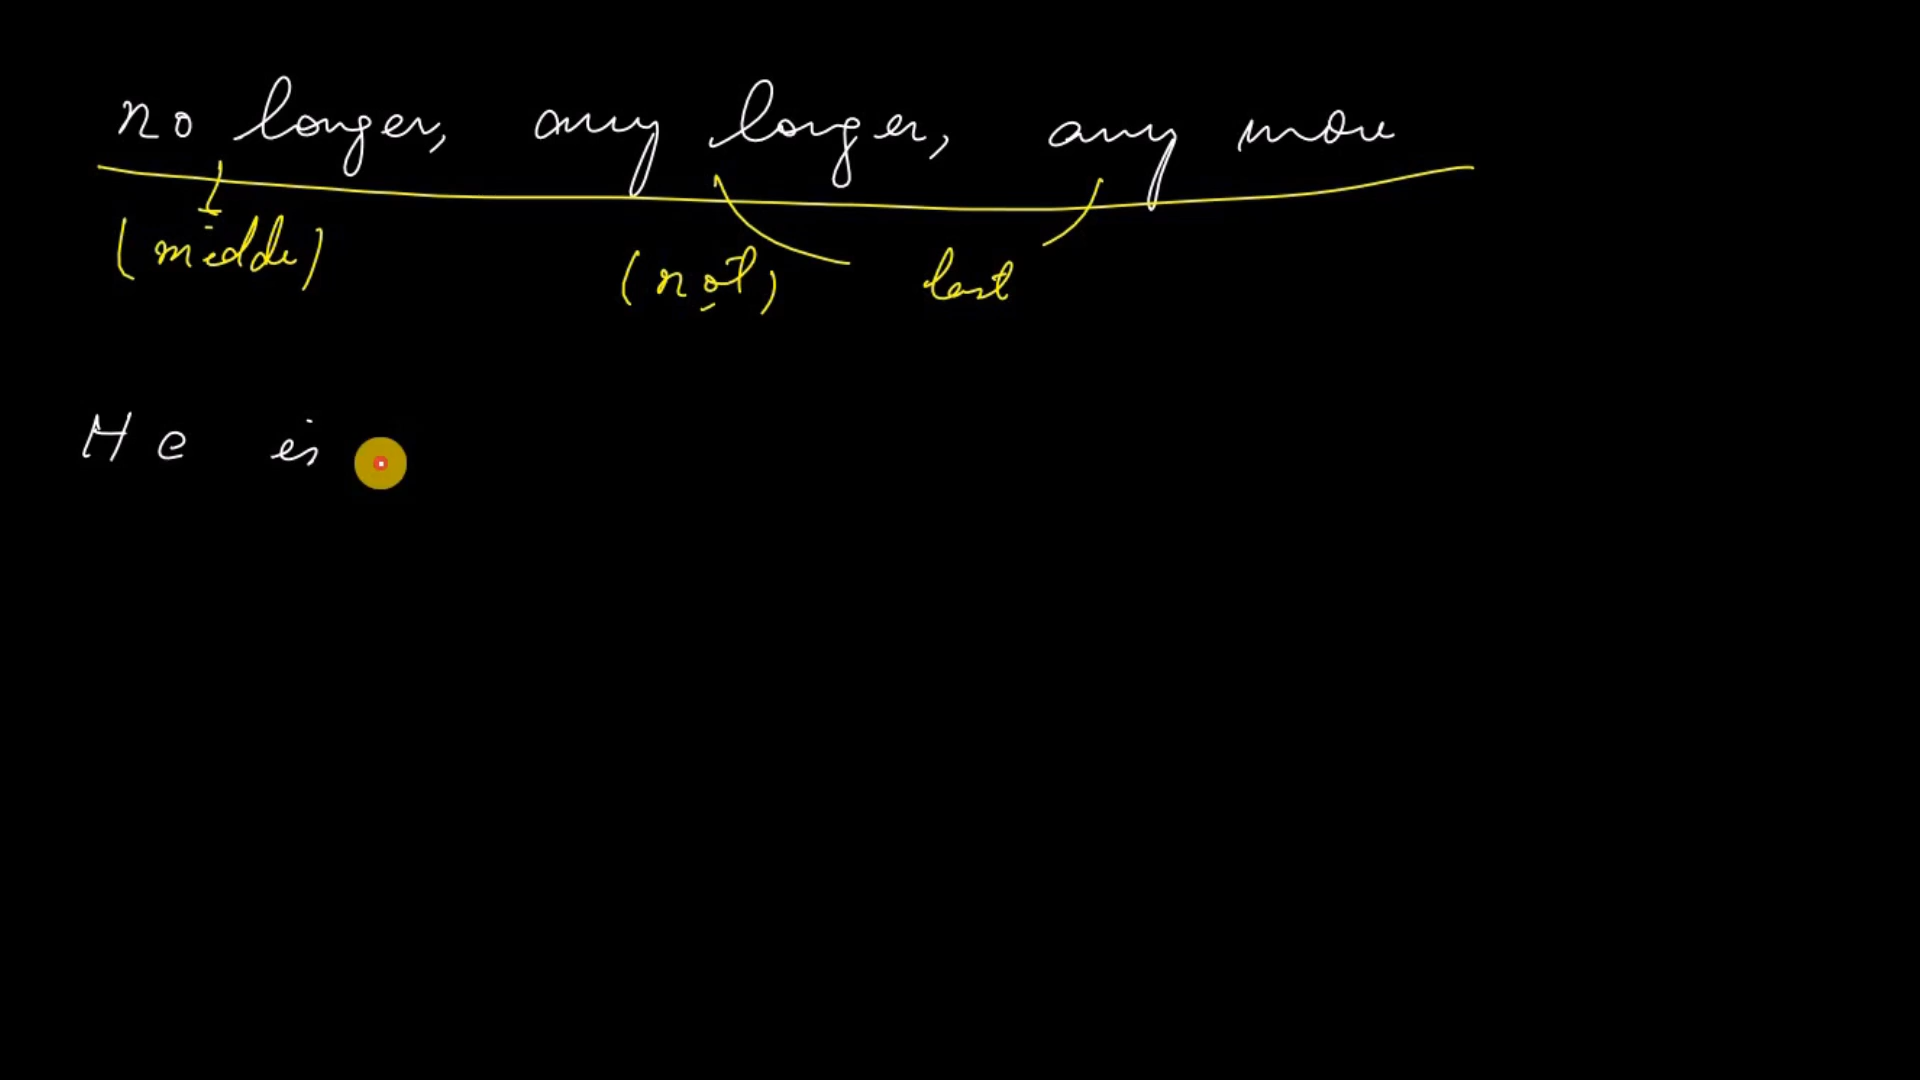 no longer, any longer, any more
(middle) (not) last
He is